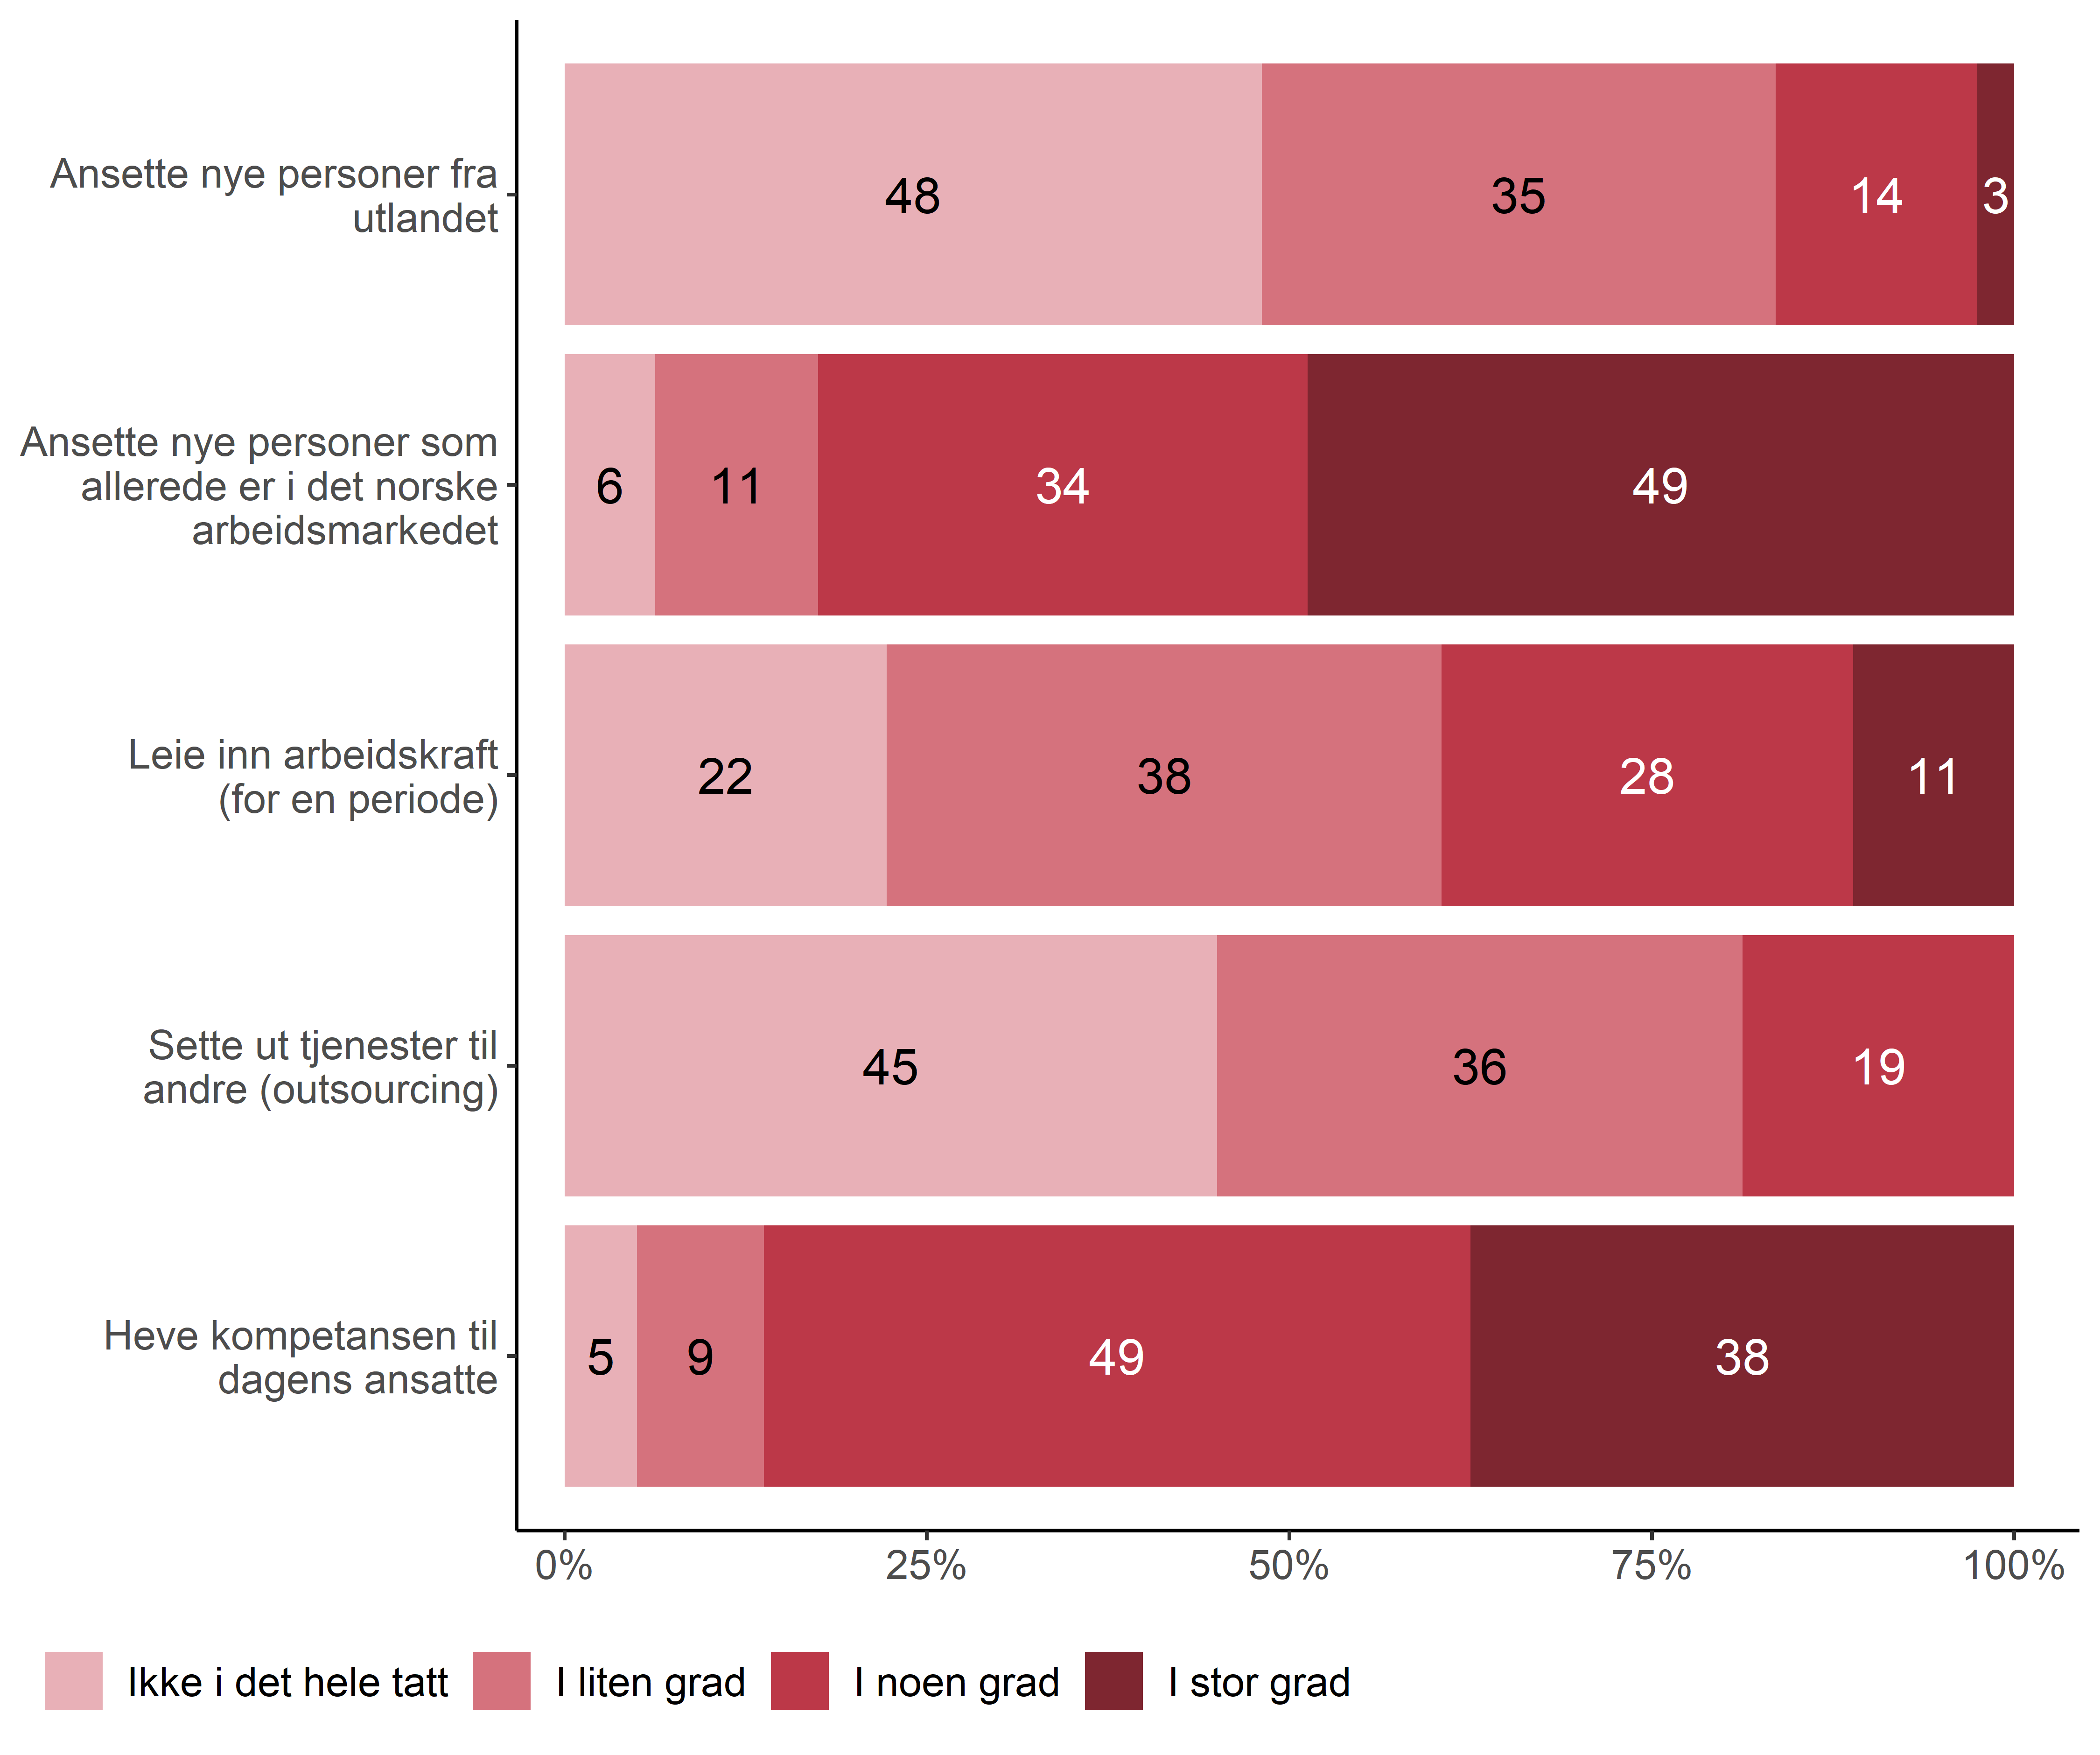 Ansette nye personer fra
utlandet
48 35 14 3
Ansette nye personer som
allerede er i det norske
arbeidsmarkedet
6 11 34 49
Leie inn arbeidskraft
(for en periode)
22 38 28 11
Sette ut tjenester til
andre (outsourcing)
45 36 19
Heve kompetansen til
dagens ansatte
5 9 49 38
0% 25% 50% 75% 100%
Ikke i det hele tatt I liten grad I noen grad I stor grad